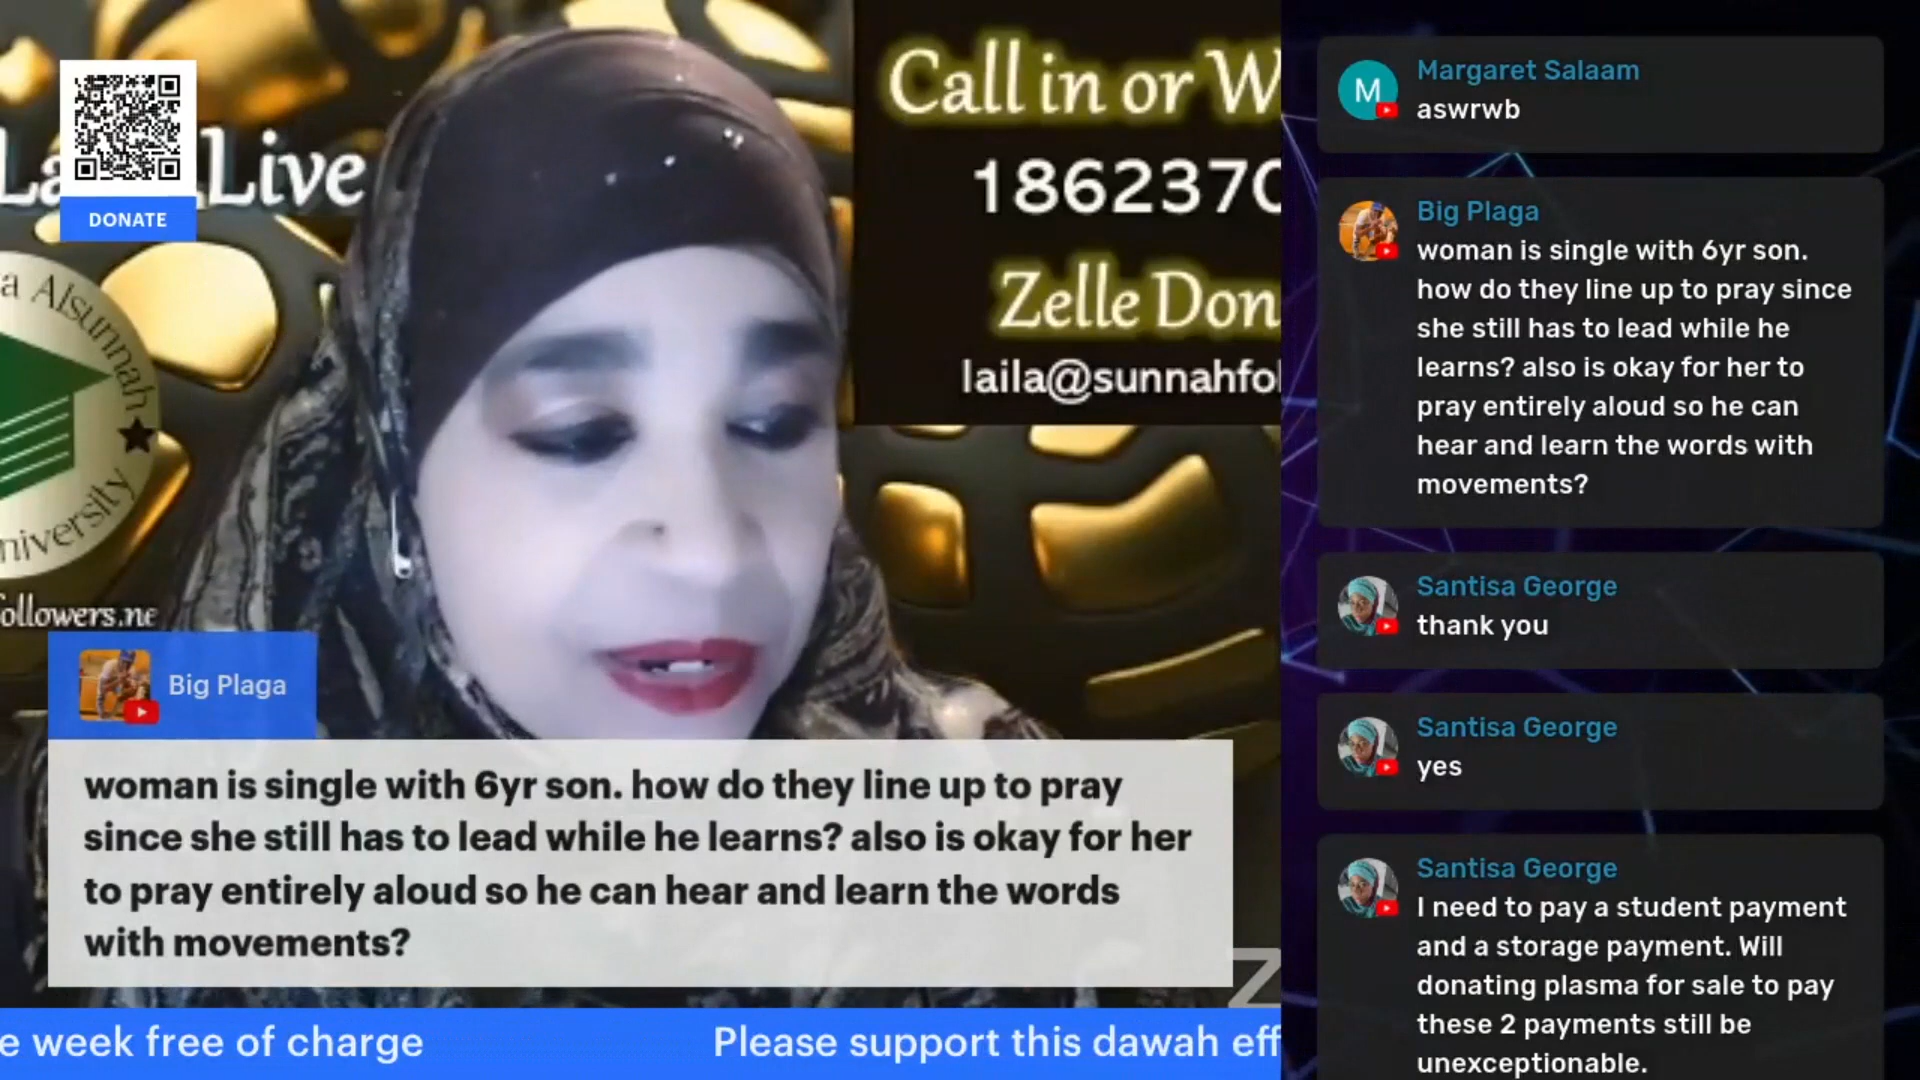 La
Live
DONATE
a Alsunnah
niversity
followers.ne
Call in or W
1862370
Zelle Don
laila@sunnahfol
Big Plaga
woman is single with 6yr son. how do they line up to pray
since she still has to lead while he learns? also is okay for her
to pray entirely aloud so he can hear and learn the words
with movements?
Z
e week free of charge
Please support this dawah eff
M
Margaret Salaam
aswrwb
Big Plaga
woman is single with 6yr son.
how do they line up to pray since
she still has to lead while he
learns? also is okay for her to
pray entirely aloud so he can
hear and learn the words with
movements?
Santisa George
thank you
Santisa George
yes
Santisa George
I need to pay a student payment
and a storage payment. Will
donating plasma for sale to pay
these 2 payments still be
unexceptionable.